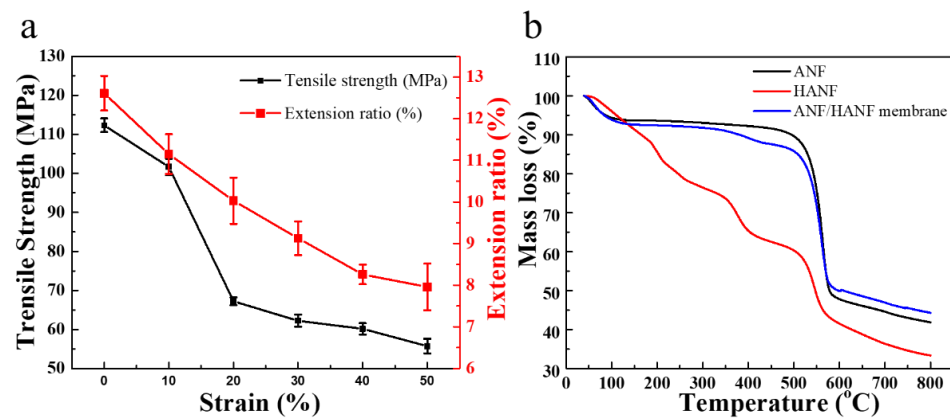 a
Trensile Strength (MPa)
130
120
110
100
90
80
70
60
50
Tensile strength (MPa)
Extension ratio (%)
13
12
11
10
9
8
7
6
Extension ratio (%)
0 10 20 30 40 50
Strain (%)
b
Mass loss (%)
110
100
90
80
70
60
50
40
30
ANF
HANF
ANF/HANF membrane
0 100 200 300 400 500 600 700 800
Temperature (°C)